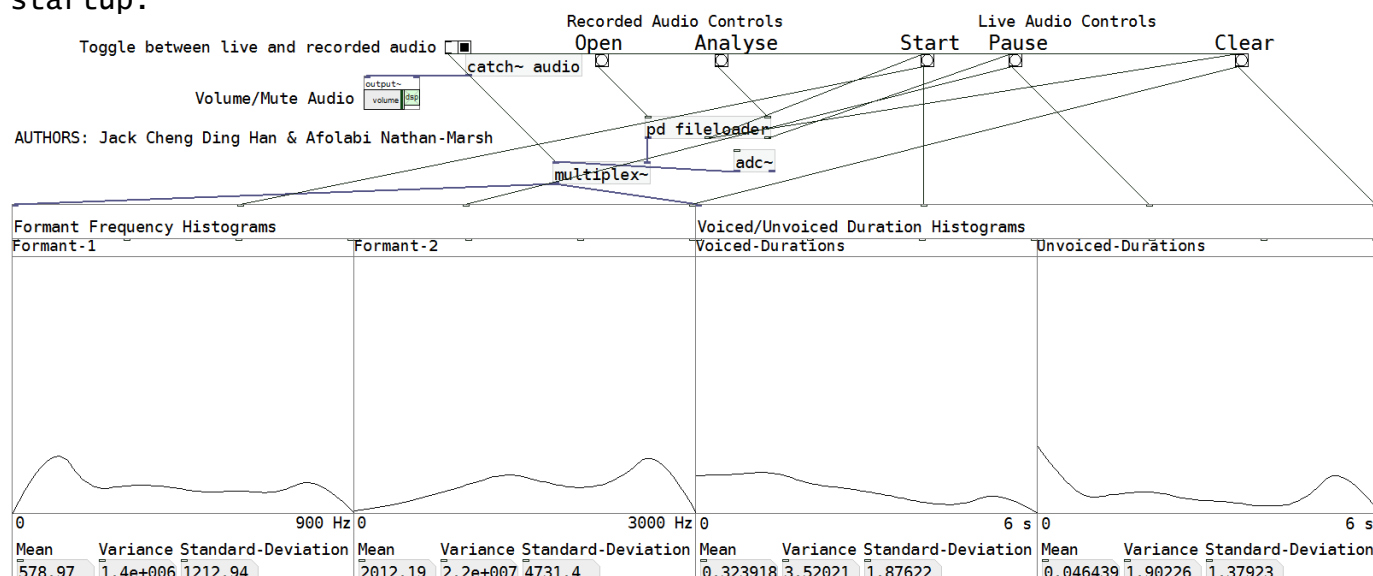 startup.
Recorded Audio Controls Live Audio Controls
Toggle between live and recorded audio Open Analyse Start Pause Clear
catch~ audio
output~
Volume/Mute Audio volume dsp
pd fileloader
AUTHORS: Jack Cheng Ding Han & Afolabi Nathan-Marsh
adc~
multiplex~
Formant Frequency Histograms Voiced/Unvoiced Duration Histograms
Formant-1 Formant-2 Voiced-Durations Unvoiced-Durations
0 900 Hz 0 3000 Hz 0 6 s 0 6 s
Mean Variance Standard-Deviation Mean Variance Standard-Deviation Mean Variance Standard-Deviation Mean Variance Standard-Deviation
578.97 1.4e+006 1212.94 2012.19 2.2e+007 4731.4 0.323918 3.52021 1.87622 0.046439 1.90226 1.37923